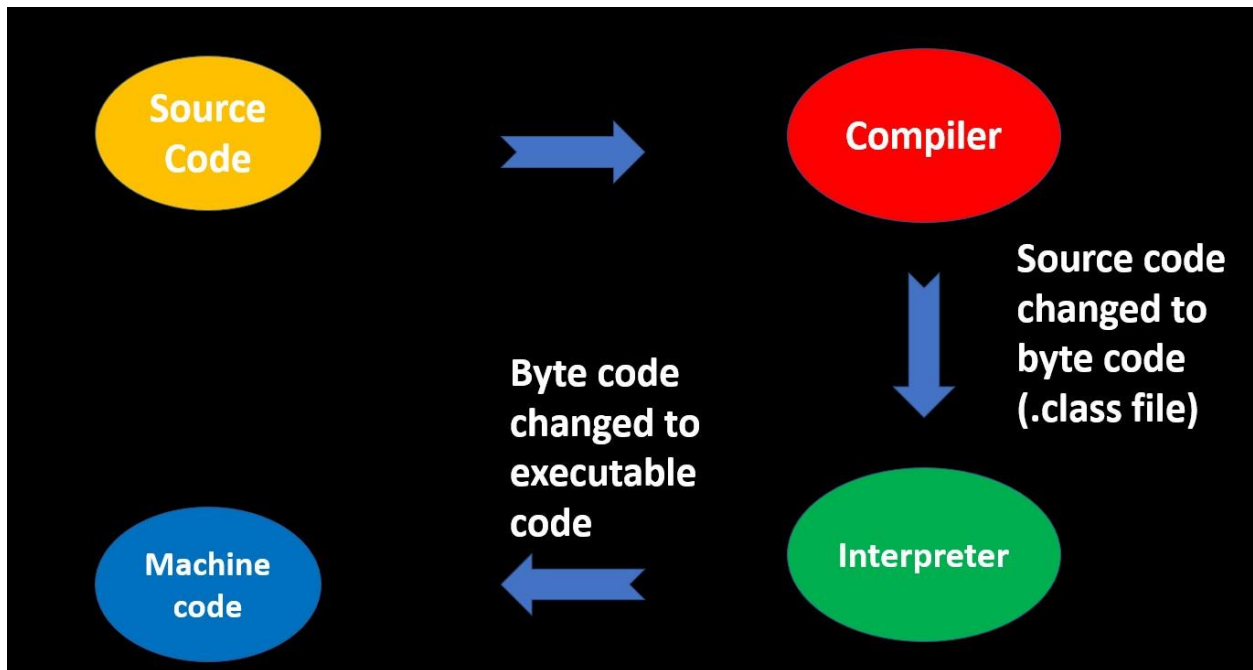 Source
Code
Compiler
Source code
changed to
byte code
(.class file)
Interpreter
Byte code
changed to
executable
code
Machine
code